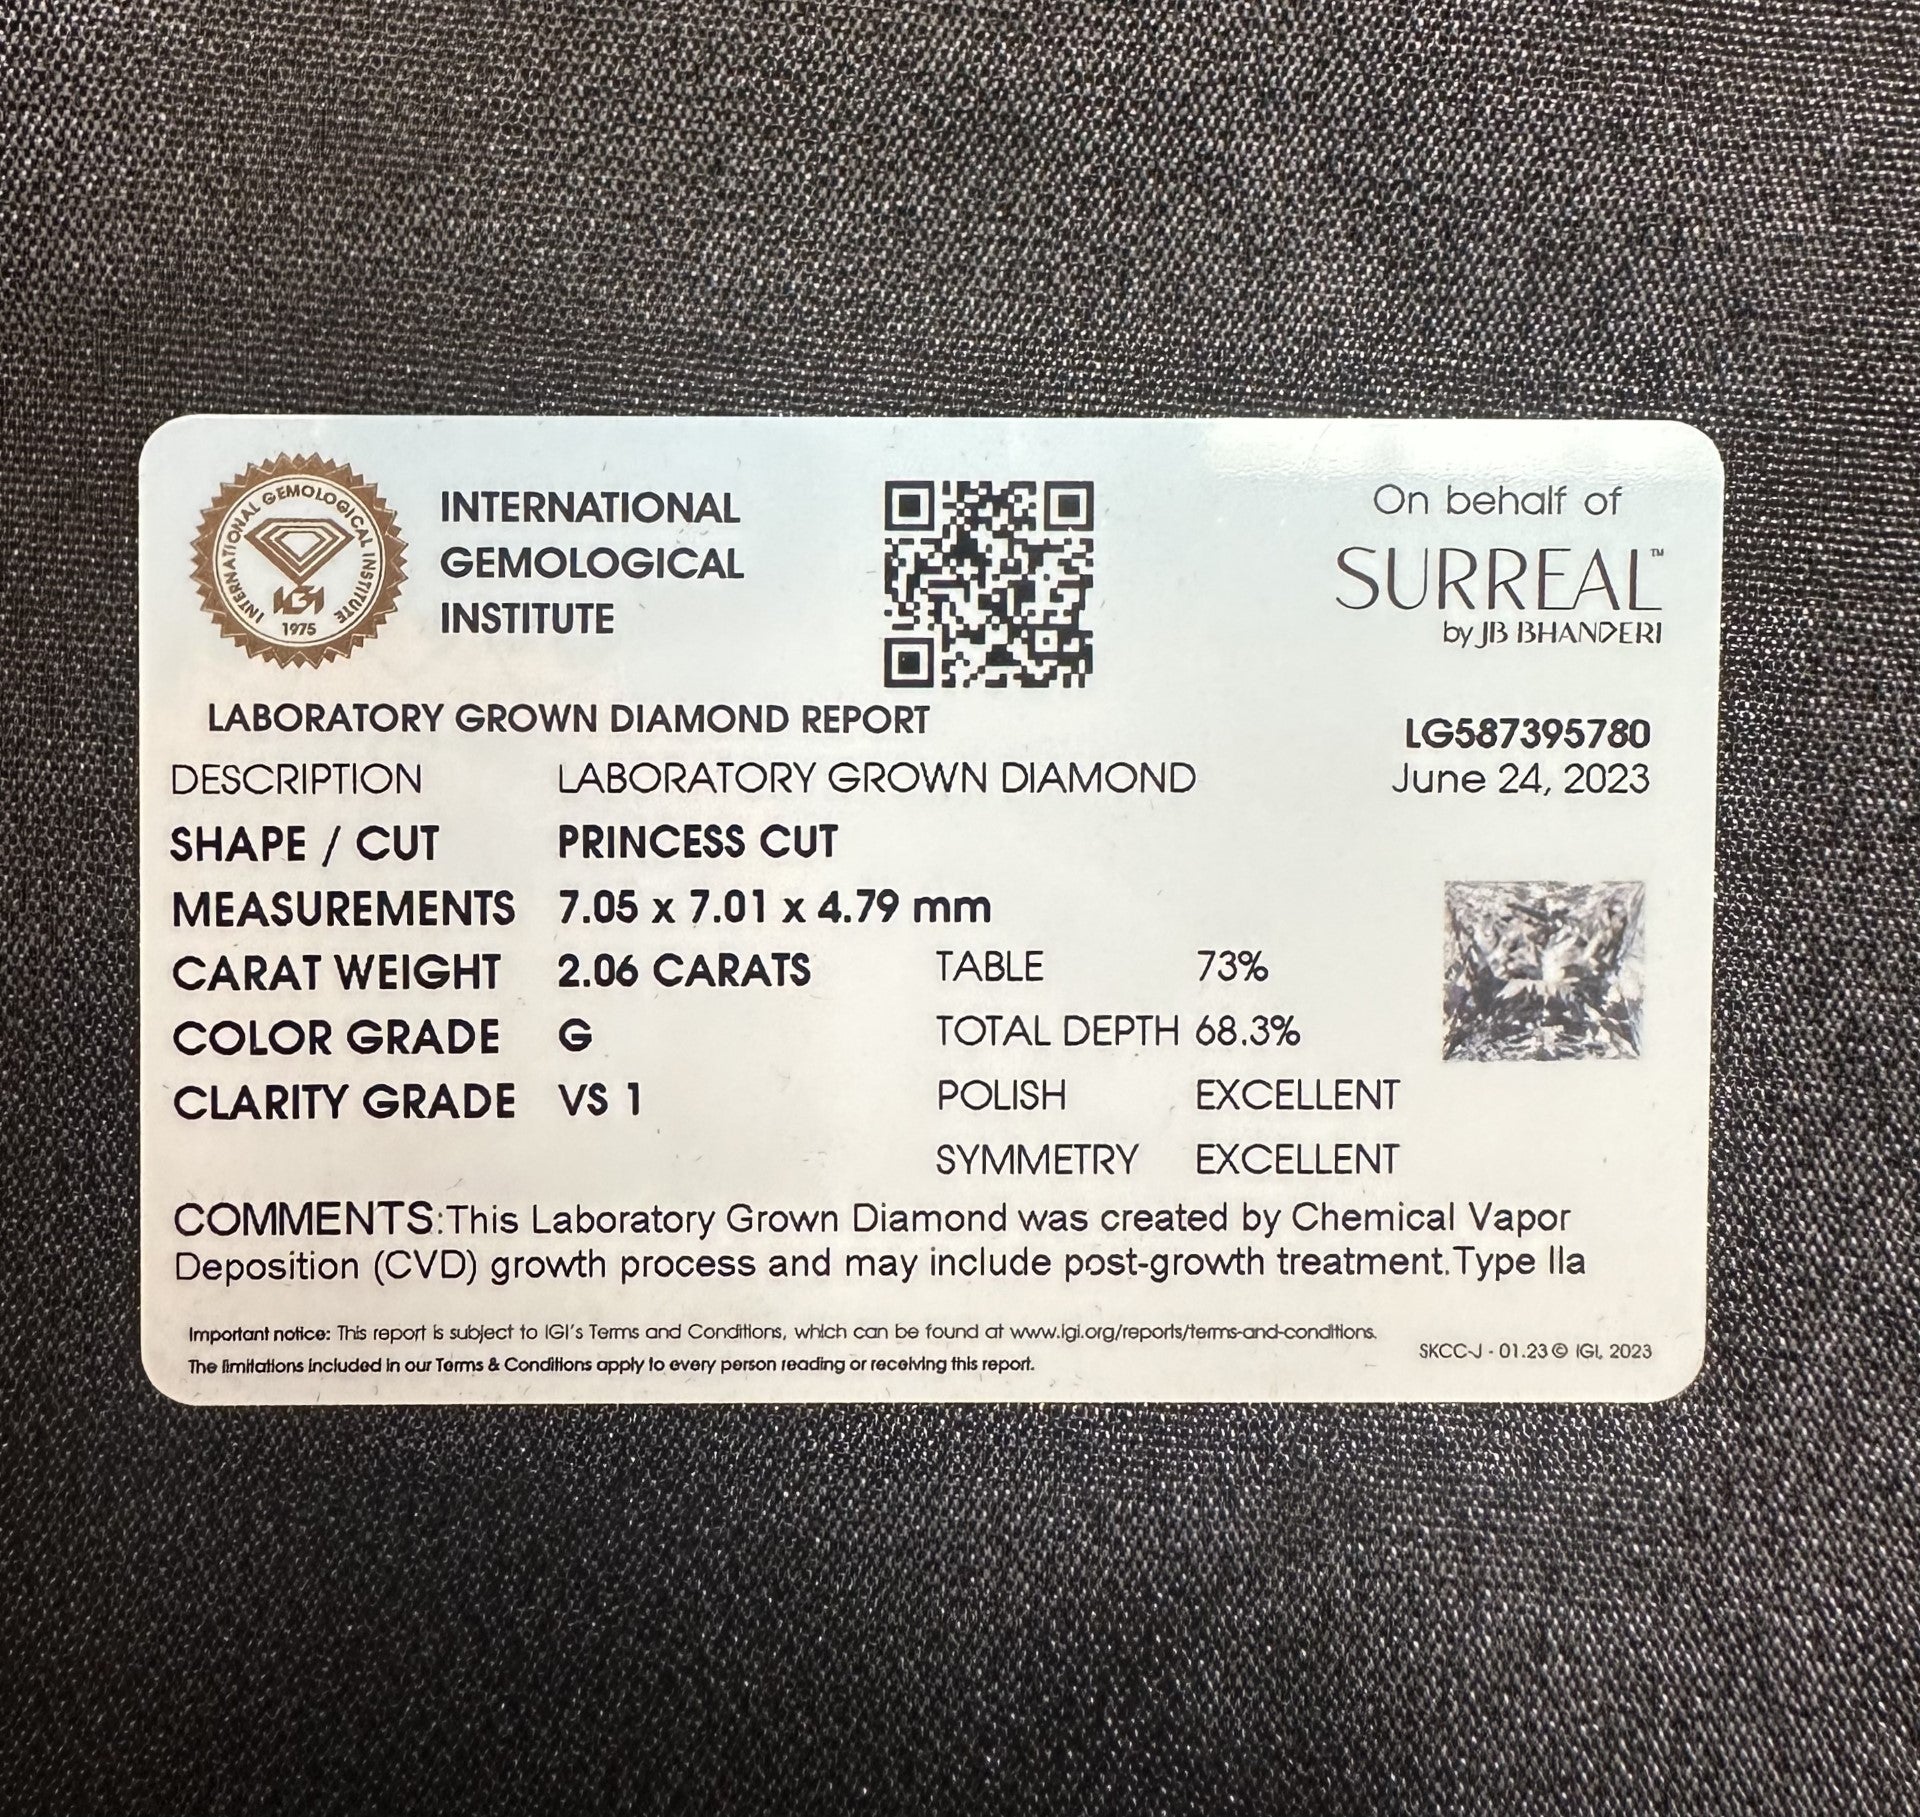 INTERNATIONAL GEMOLOGICAL INSTITUTE
IGI
1975
INTERNATIONAL
GEMOLOGICAL
INSTITUTE
On behalf of
SURREAL™
by JB BHANDERI
LABORATORY GROWN DIAMOND REPORT
LG587395780
June 24, 2023
DESCRIPTION LABORATORY GROWN DIAMOND
SHAPE / CUT PRINCESS CUT
MEASUREMENTS 7.05 x 7.01 x 4.79 mm
CARAT WEIGHT 2.06 CARATS
COLOR GRADE G
CLARITY GRADE VS 1
TABLE 73%
TOTAL DEPTH 68.3%
POLISH EXCELLENT
SYMMETRY EXCELLENT
COMMENTS:This Laboratory Grown Diamond was created by Chemical Vapor
Deposition (CVD) growth process and may include post-growth treatment.Type IIa
Important notice: This report is subject to IGI's Terms and Conditions, which can be found at www.igi.org/reports/terms-and-conditions.
The limitations included in our Terms & Conditions apply to every person reading or receiving this report.
SKCC-J - 01.23 © IGI, 2023